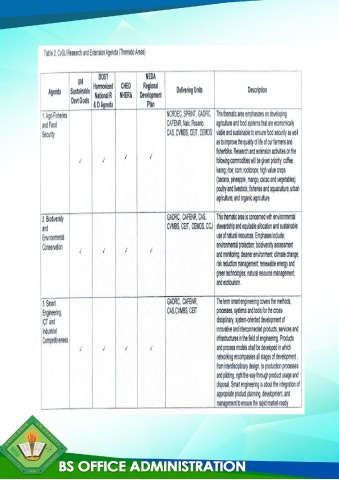 Table 2. CvSU Research and Extension Agenda (Thematic Areas)
Agenda
UN
Sustainable
Devt Goals
DOST
Harmonized
National R
& D Agenda
CHED
NHERA
NEDA
Regional
Development
Plan
Delivering Units
Description
1. Agri-Fisheries
and Food
Security
√ √ √ √
NCRDEC, SPRINT, GADRC,
CAFENR, Naic, Rosario,
CAS, CVMBS, CEIT, CEMDS
This thematic area emphasizes on developing
agriculture and food systems that are economically
viable and sustainable to ensure food security as well
as to improve the quality of life of our farmers and
fisherfolks. Research and extension activities on the
following commodities will be given priority: coffee;
kaong; rice; corn; rootcrops; high value crops
(banana, pineapple, mango, cacao and vegetables);
poultry and livestock; fisheries and aquaculture; urban
agriculture; and organic agriculture
2. Biodiversity
and
Environmental
Conservation
√ √ √ √
GADRC, CAFENR, CAS,
CVMBS, CEIT, CEMDS, CCJ
This thematic area is concerned with environmental
stewardship and equitable allocation and sustainable
use of natural resources. Emphases include:
environmental protection; biodiversity assessment
and monitoring; cleaner environment; climate change;
risk reduction management; renewable energy and
green technologies; natural resource management;
and ecotourism.
3. Smart
Engineering,
ICT and
Industrial
Competitiveness
√ √ √ √
GADRC, CAFENR,
CAS,CVMBS, CEIT
The term smart engineering covers the methods,
processes, systems and tools for the cross-
disciplinary, system-oriented development of
innovative and interconnected products, services and
infrastructures in the field of engineering. Products
and process models shall be developed in which
networking encompasses all stages of development ,
from interdisciplinary design, to production processes
and piloting, right the way through product usage and
disposal. Smart engineering is about the integration of
appropriate product planning, development, and
management to ensure the rapid market-ready
BS OFFICE ADMINISTRATION